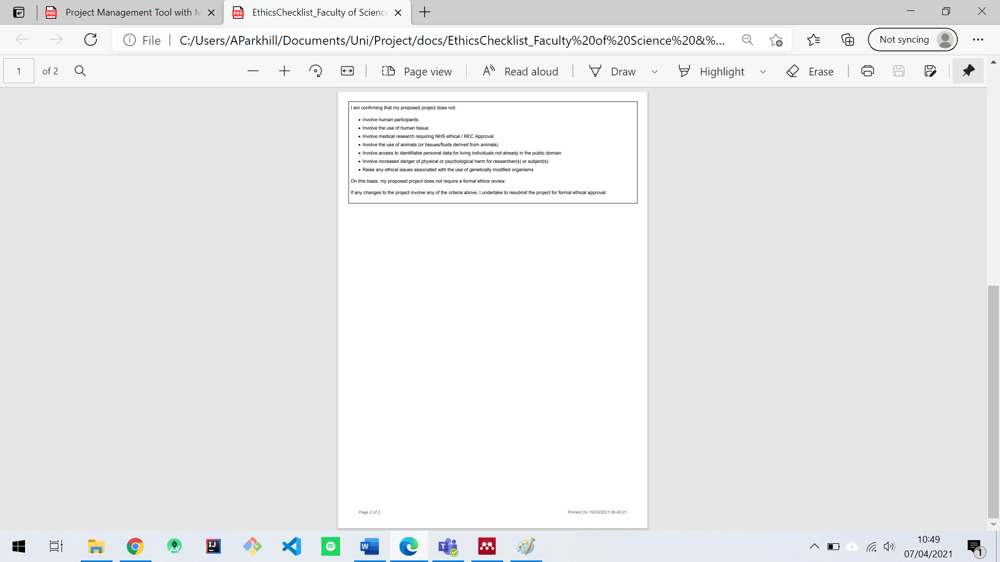 Project Management Tool with M
EthicsChecklist_Faculty of Science
File
C:/Users/AParkhill/Documents/Uni/Project/docs/EthicsChecklist_Faculty%20of%20Science%20&%...
Not syncing
1 of 2
Page view
Read aloud
Draw
Highlight
Erase
I am confirming that my proposed project does not:
• Involve human participants
• Involve the use of human tissue
• Involve medical research requiring NHS ethical / REC Approval
• Involve the use of animals (or tissues/fluids derived from animals)
• Involve access to identifiable personal data for living individuals not already in the public domain
• Involve increased danger of physical or psychological harm for researcher(s) or subject(s)
• Raise any ethical issues associated with the use of genetically modified organisms
On this basis, my proposed project does not require a formal ethics review.
If any changes to the project involve any of the criteria above, I undertake to resubmit the project for formal ethical approval.
Page 2 of 2
Printed On 15/03/2021 09:40:21
10:49
07/04/2021
1